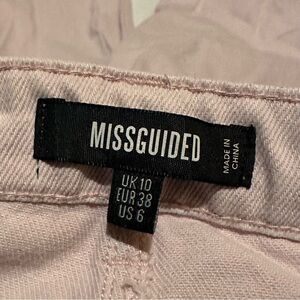 MISSGUIDED
MADE IN
CHINA
UK 10
EUR 38
US 6